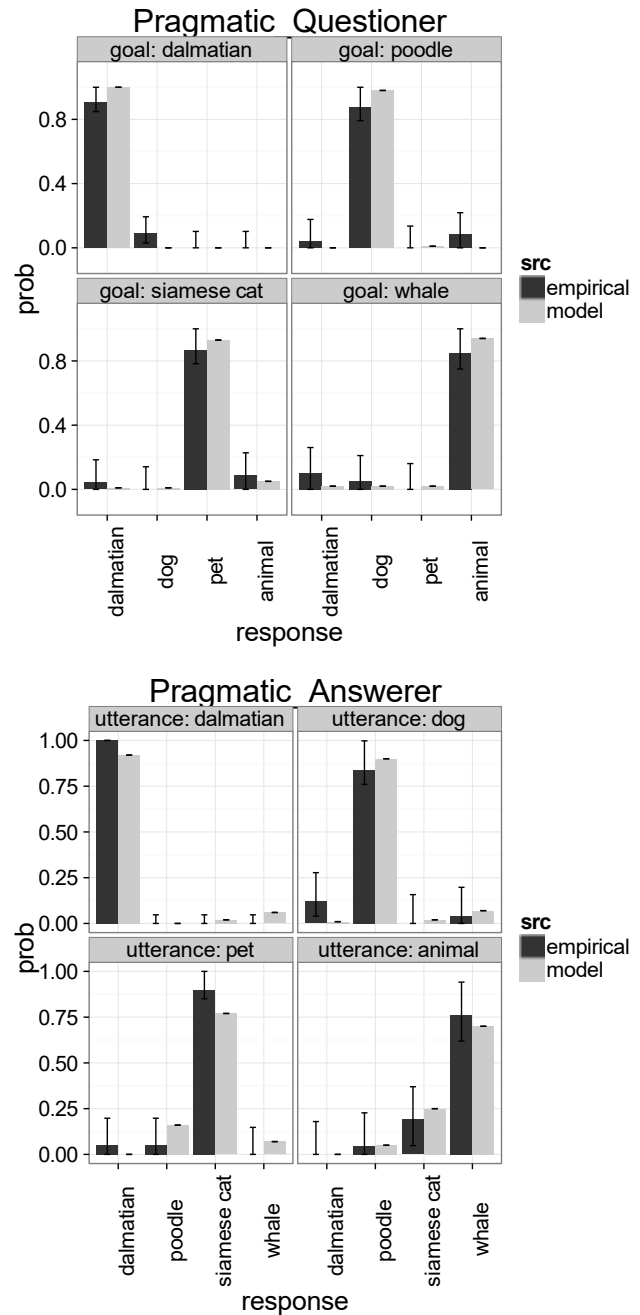 Pragmatic_Questioner
goal: dalmatian goal: poodle
0.8
0.4
0.0
goal: siamese cat goal: whale
0.8
0.4
0.0
prob
dalmatian dog pet animal dalmatian dog pet animal
response
src
empirical
model
Pragmatic_Answerer
utterance: dalmatian utterance: dog
1.00
0.75
0.50
0.25
0.00
utterance: pet utterance: animal
1.00
0.75
0.50
0.25
0.00
prob
dalmatian poodle siamese cat whale dalmatian poodle siamese cat whale
response
src
empirical
model